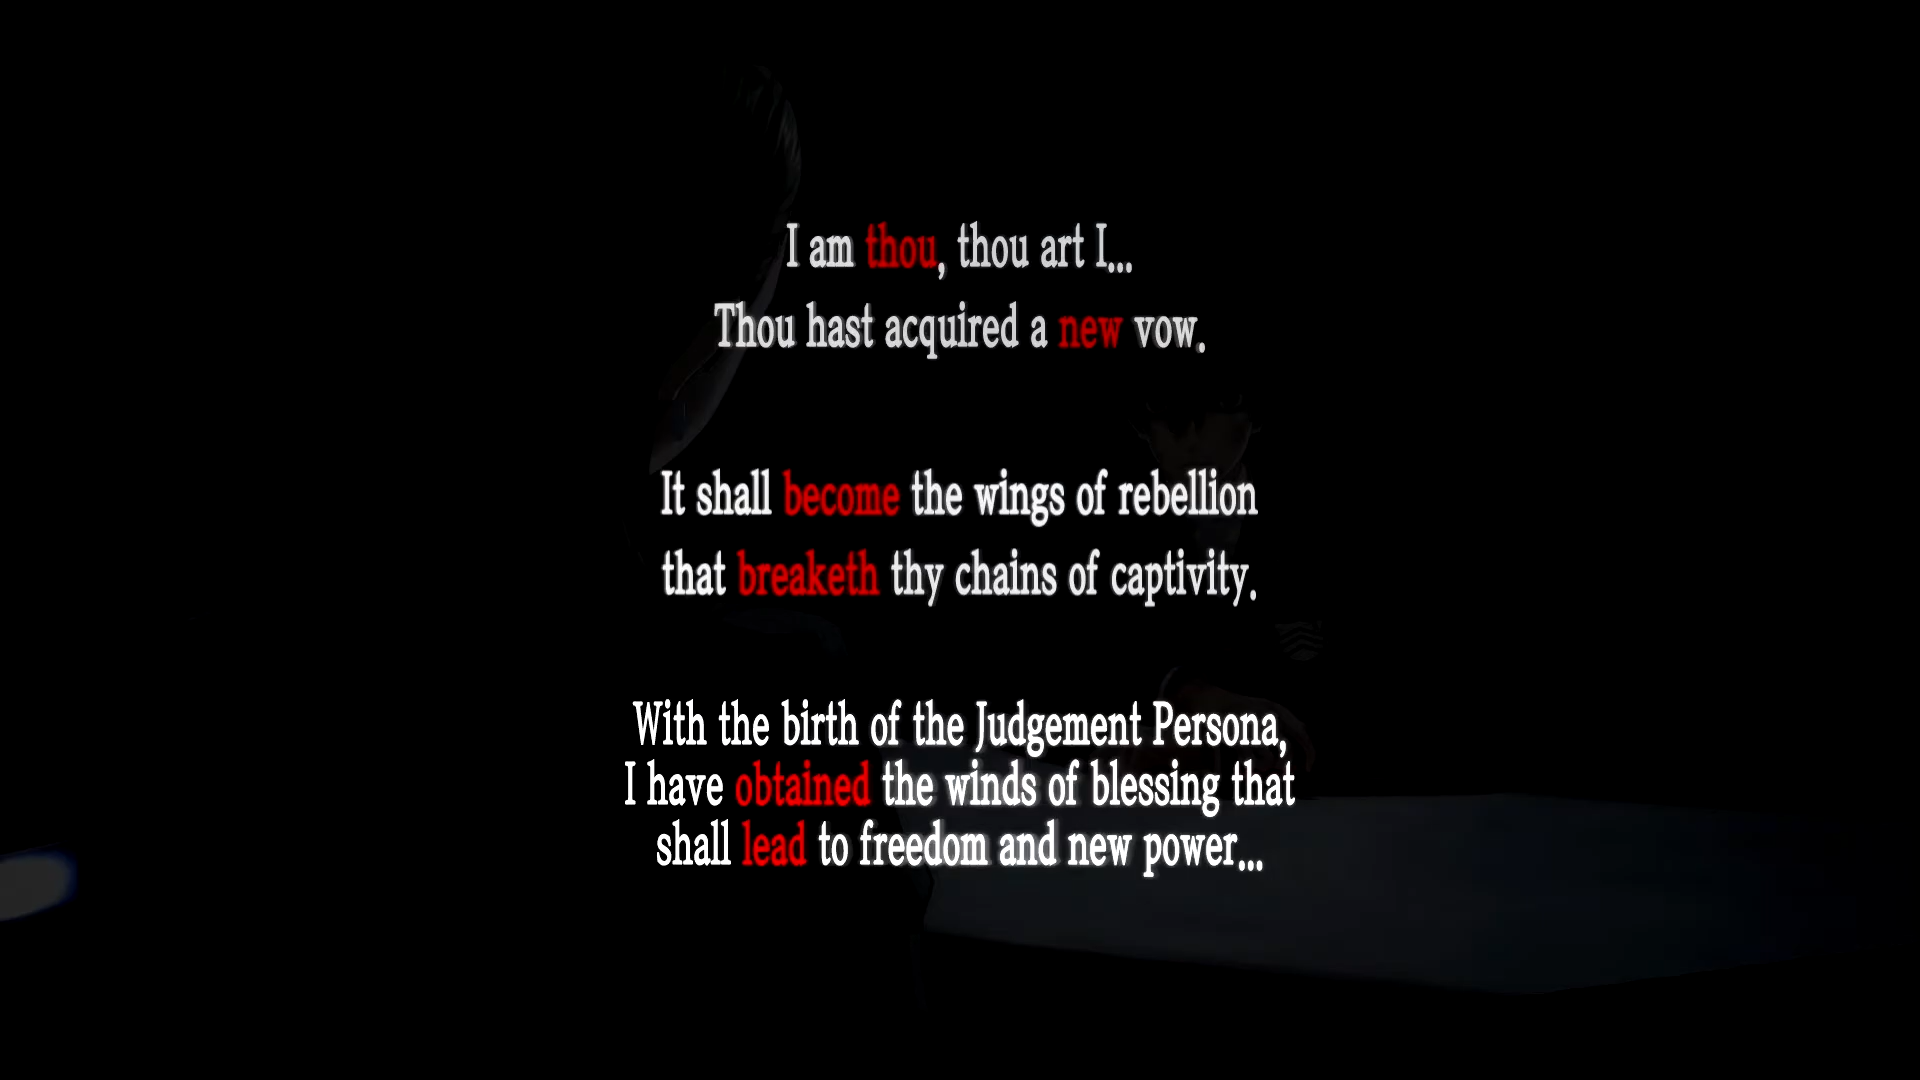 I am thou, thou art I...
Thou hast acquired a new vow.
It shall become the wings of rebellion
that breaketh thy chains of captivity.
With the birth of the Judgement Persona,
I have obtained the winds of blessing that
shall lead to freedom and new power...